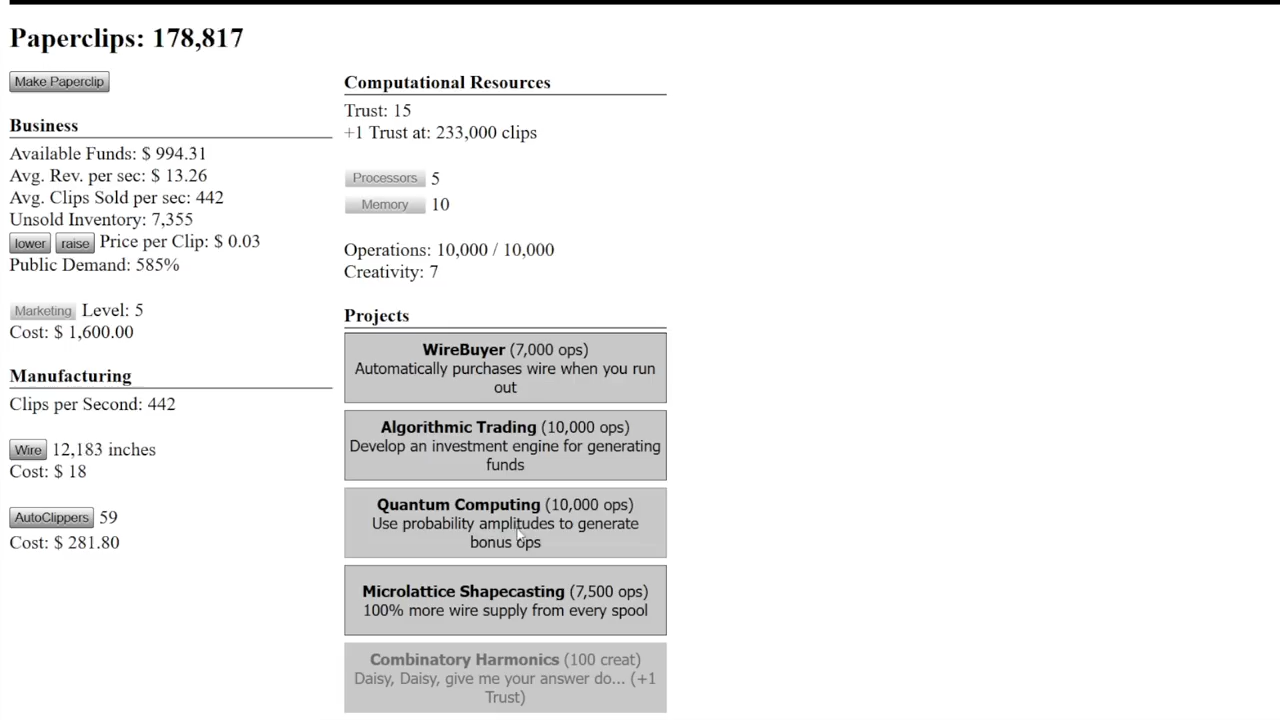 Paperclips: 178,817
Make Paperclip
Business
Available Funds: $ 994.31
Avg. Rev. per sec: $ 13.26
Avg. Clips Sold per sec: 442
Unsold Inventory: 7,355
lower raise Price per Clip: $ 0.03
Public Demand: 585%
Marketing Level: 5
Cost: $ 1,600.00
Manufacturing
Clips per Second: 442
Wire 12,183 inches
Cost: $ 18
AutoClippers 59
Cost: $ 281.80
Computational Resources
Trust: 15
+1 Trust at: 233,000 clips
Processors 5
Memory 10
Operations: 10,000 / 10,000
Creativity: 7
Projects
WireBuyer (7,000 ops)
Automatically purchases wire when you run
out
Algorithmic Trading (10,000 ops)
Develop an investment engine for generating
funds
Quantum Computing (10,000 ops)
Use probability amplitudes to generate
bonus ops
Microlattice Shapecasting (7,500 ops)
100% more wire supply from every spool
Combinatory Harmonics (100 creat)
Daisy, Daisy, give me your answer do... (+1
Trust)